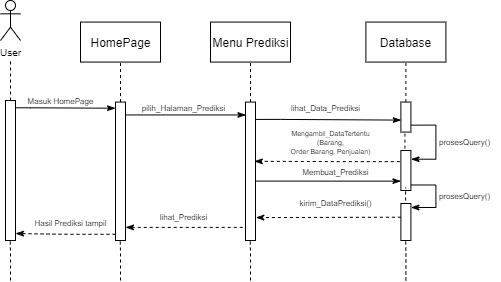 User
HomePage
Menu Prediksi
Database
Masuk HomePage
pilih_Halaman_Prediksi
lihat_Data_Prediksi
prosesQuery()
Mengambil_DataTertentu
(Barang,
Order Barang, Penjualan)
Membuat_Prediksi
prosesQuery()
kirim_DataPrediksi()
lihat_Prediksi
Hasil Prediksi tampil